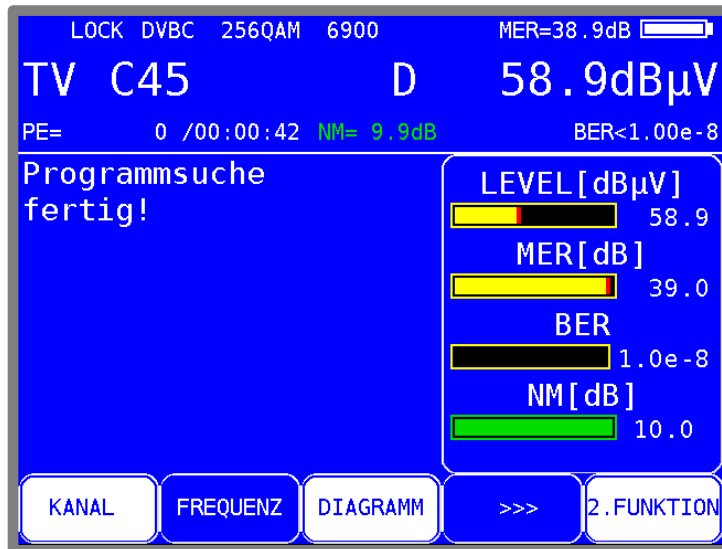 LOCK DVBC 256QAM 6900 MER=38.9dB
TV C45 D 58.9dBµV
PE= 0 /00:00:42 NM= 9.9dB BER<1.00e-8
Programmsuche
fertig!
LEVEL[dBµV]
58.9
MER[dB]
39.0
BER
1.0e-8
NM[dB]
10.0
KANAL FREQUENZ DIAGRAMM >>> 2.FUNKTION